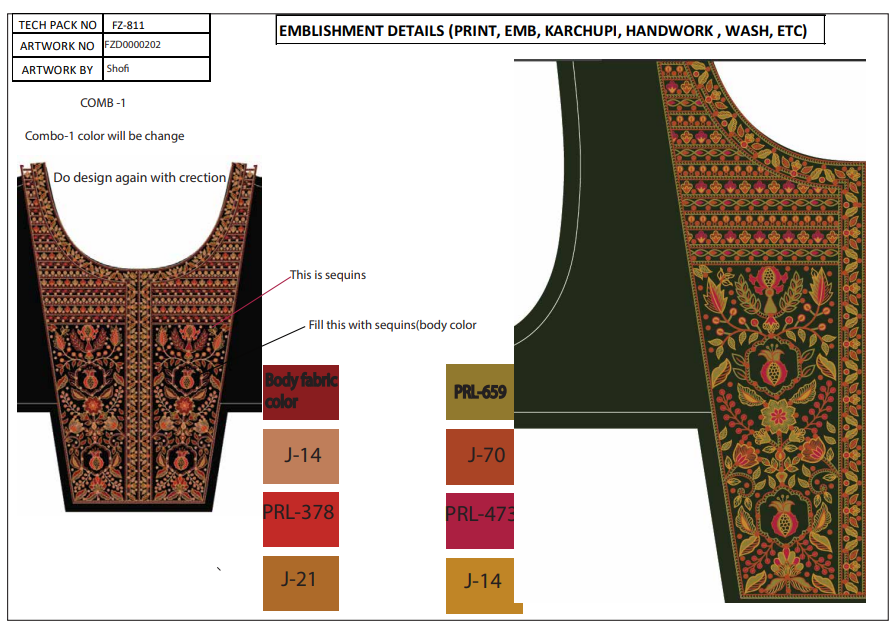 TECH PACK NO FZ-811
ARTWORK NO FZD0000202
ARTWORK BY Shofi
EMBLISHMENT DETAILS (PRINT, EMB, KARCHUPI, HANDWORK , WASH, ETC)
COMB -1
Combo-1 color will be change
Do design again with crection
This is sequins
Fill this with sequins(body color
Body fabric
color
PRL-659
J-14
J-70
PRL-378
PRL-473
J-21
J-14